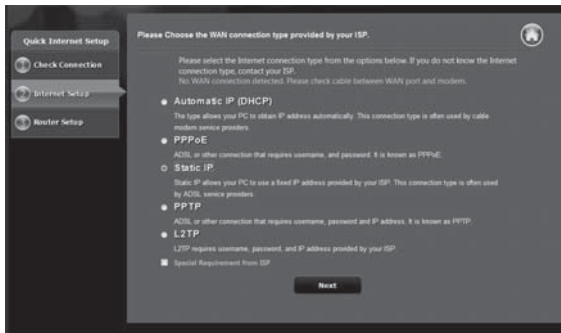 Quick Internet Setup
Check Connection
Internet Setup
Router Setup
Please Choose the WAN connection type provided by your ISP.
Please select the Internet connection type from the options below. If you do not know the Internet
connection type, contact your ISP.
No WAN connection detected. Please check cable between WAN port and modem.
Automatic IP (DHCP)
The type allows your PC to obtain IP address automatically. This connection type is often used by cable
modem service providers.
PPPoE
ADSL or other connection that requires username, and password. It is known as PPPoE.
Static IP
Static IP allows your PC to use a fixed IP address provided by your ISP. This connection type is often used
by ADSL service providers.
PPTP
ADSL or other connection that requires username, password and IP address. It is known as PPTP.
L2TP
L2TP requires username, password, and IP address provided by your ISP
Special Requirement from ISP
Next